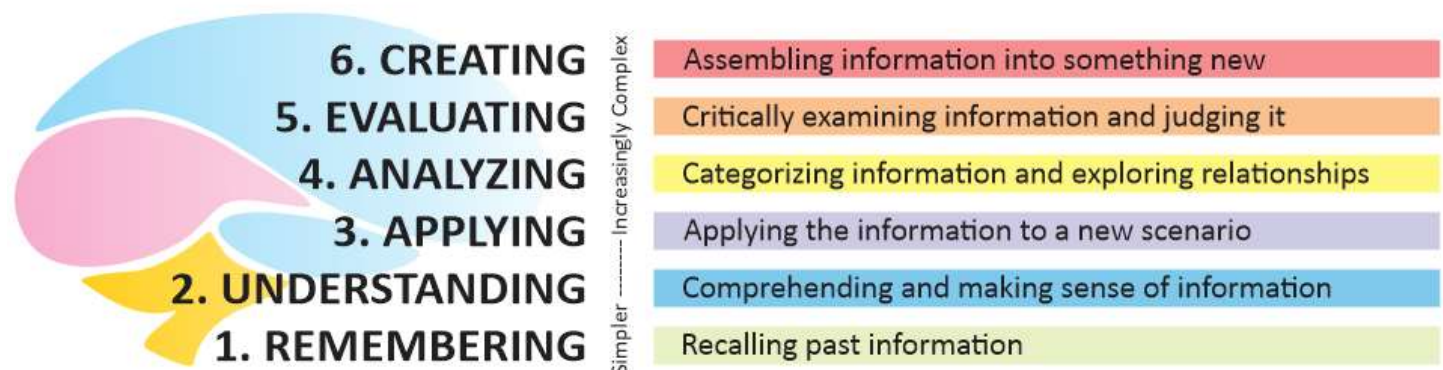 6. CREATING
Assembling information into something new
5. EVALUATING
Critically examining information and judging it
4. ANALYZING
Categorizing information and exploring relationships
3. APPLYING
Applying the information to a new scenario
2. UNDERSTANDING
Comprehending and making sense of information
1. REMEMBERING
Recalling past information
Simpler --------- Increasingly Complex